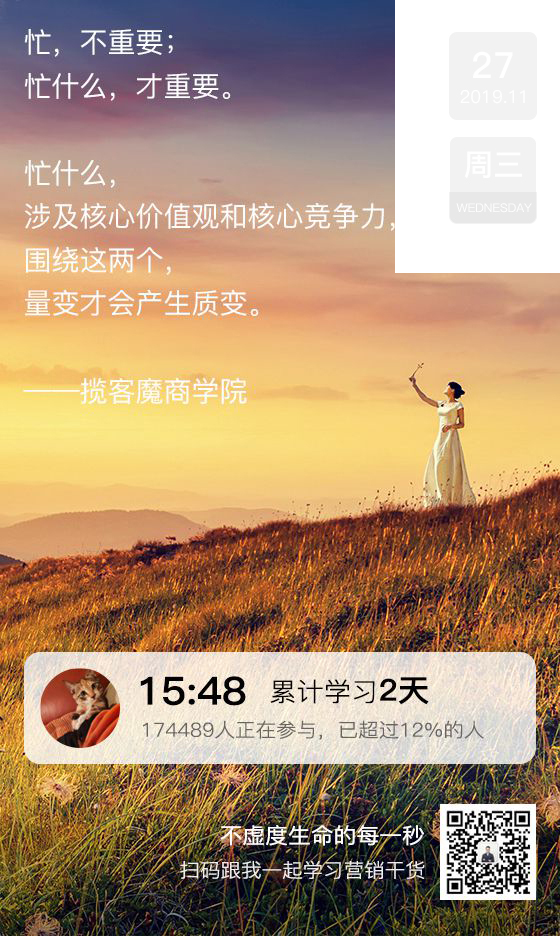 忙，不重要；
忙什么，才重要。
27
2019.11
周三
WEDNESDAY
忙什么，
涉及核心价值观和核心竞争力，
围绕这两个，
量变才会产生质变。
——揽客魔商学院
15:48 累计学习2天
174489人正在参与，已超过12%的人
不虚度生命的每一秒
扫码跟我一起学习营销干货